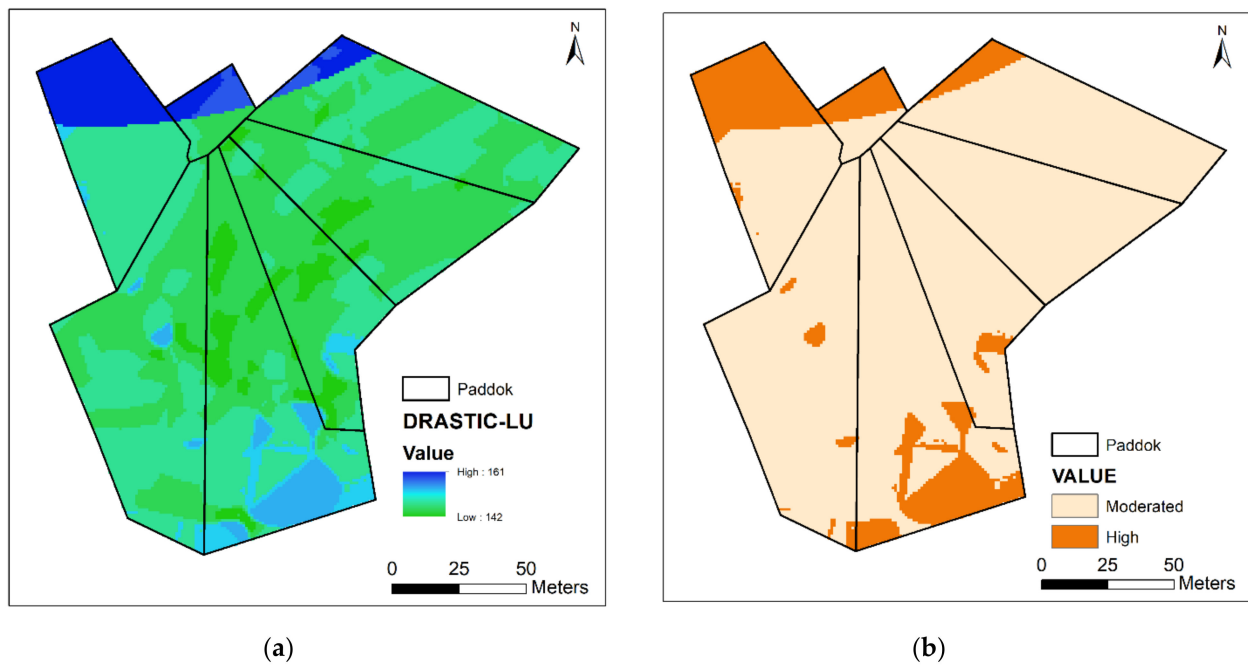 N
Paddok
DRASTIC-LU
Value
High : 161
Low : 142
0 25 50
Meters
(a)
N
Paddok
VALUE
Moderated
High
0 25 50
Meters
(b)